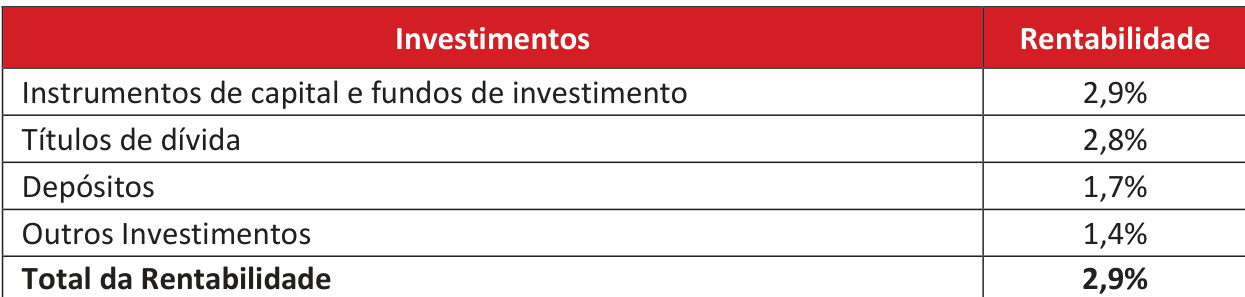 Investimentos Rentabilidade
Instrumentos de capital e fundos de investimento 2,9%
Títulos de dívida 2,8%
Depósitos 1,7%
Outros Investimentos 1,4%
Total da Rentabilidade 2,9%